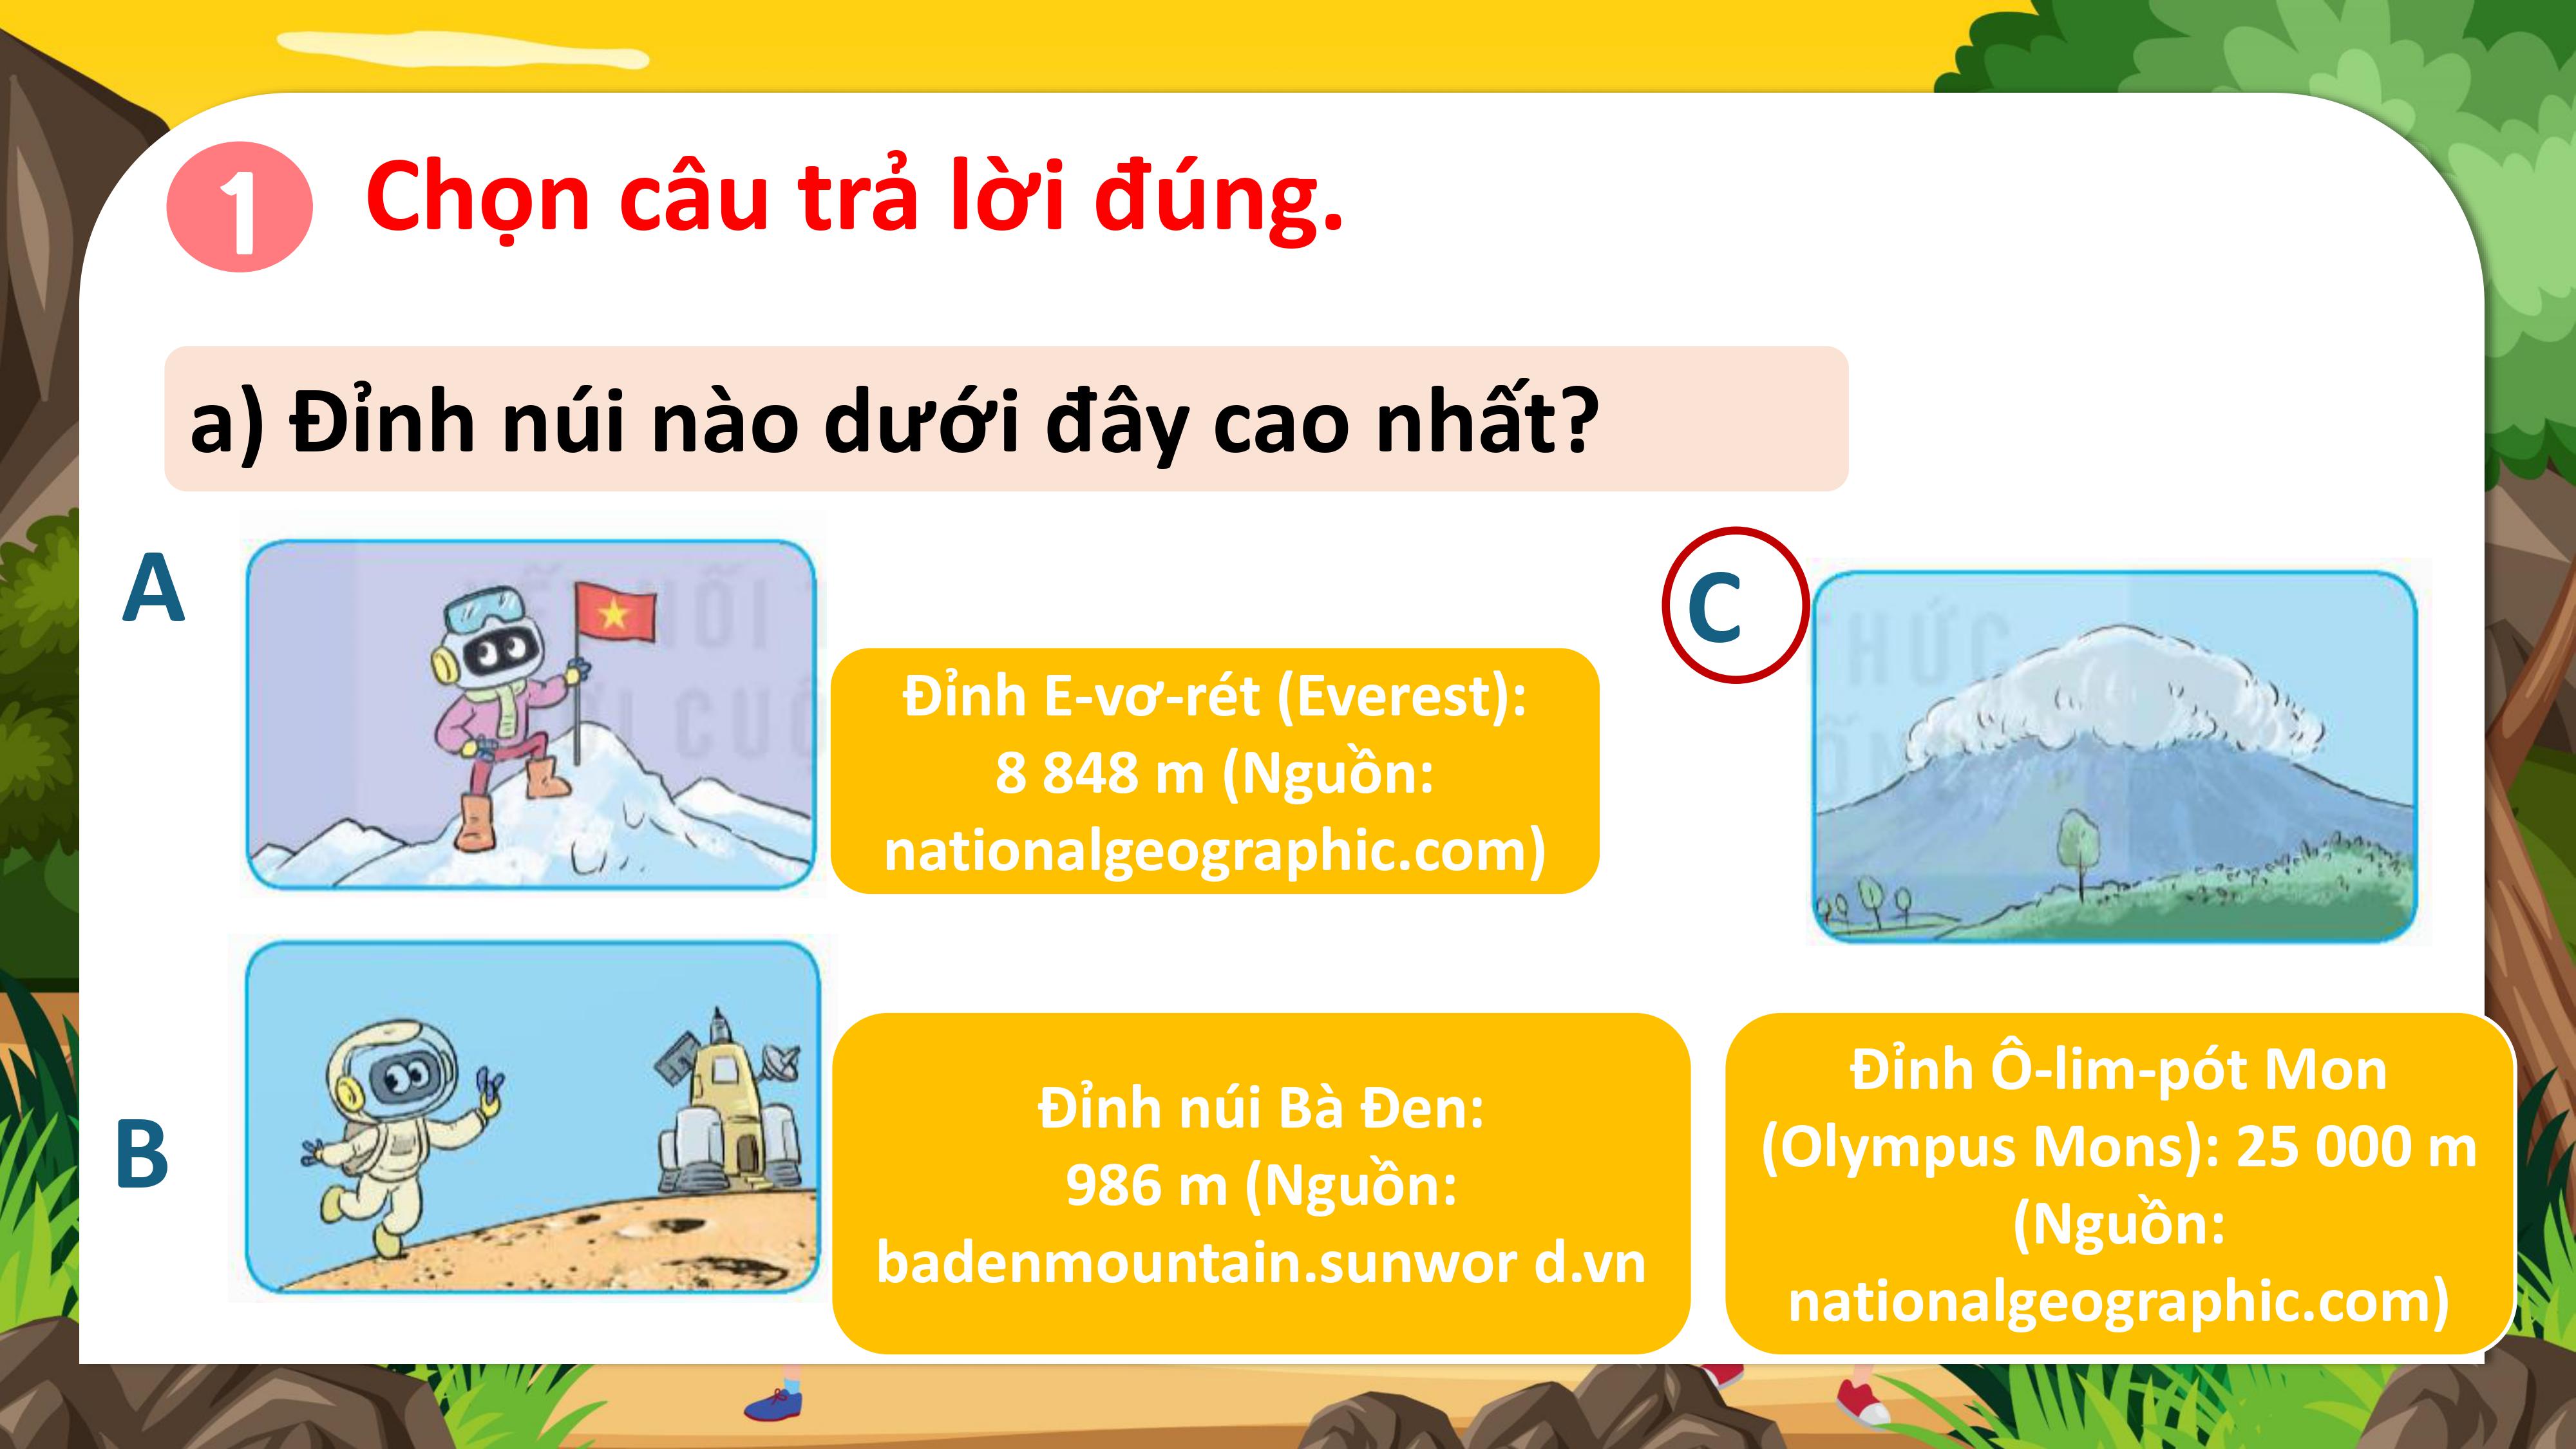 1
Chọn câu trả lời đúng.
a) Đỉnh núi nào dưới đây cao nhất?
A
Đỉnh E-vơ-rét (Everest):
8 848 m (Nguồn:
nationalgeographic.com)
B
Đỉnh núi Bà Đen:
986 m (Nguồn:
badenmountain.sunwor d.vn
C
Đỉnh Ô-lim-pót Mon
(Olympus Mons): 25 000 m
(Nguồn:
nationalgeographic.com)